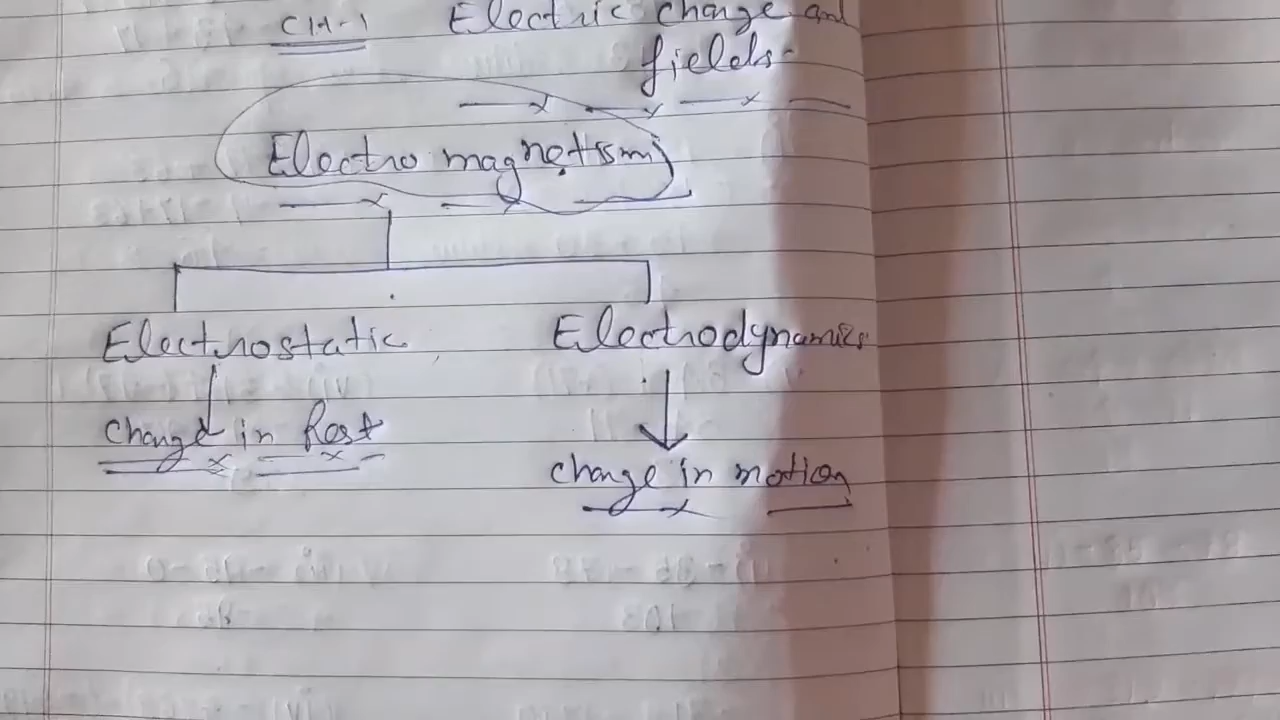 CH-1 Electric Charge and
fields-
Electro magnetism
Electrostatic Electrodynamics
Charge in Rest
Charge in motion